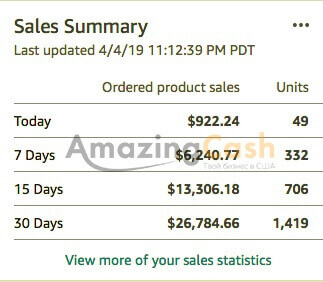 Sales Summary •••
Last updated 4/4/19 11:12:39 PM PDT
Ordered product sales Units
Today $922.24 49
AmazingCash
7 Days $6,240.77 332
Твой бизнес в США
15 Days $13,306.18 706
30 Days $26,784.66 1,419
View more of your sales statistics